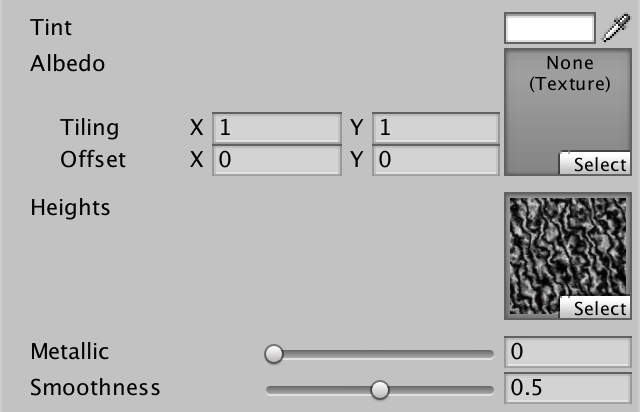 Tint
Albedo
None
(Texture)
Tiling X 1 Y 1
Offset X 0 Y 0
Select
Heights
Select
Metallic 0
Smoothness 0.5